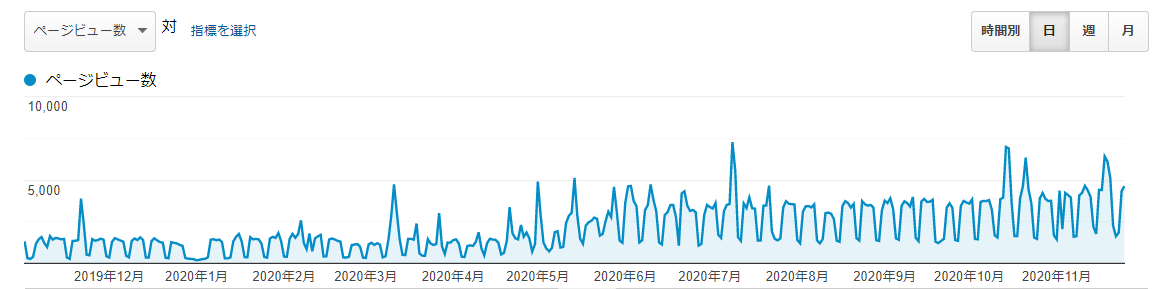 ページビュー数 対 指標を選択 時間別 日 週 月
ページビュー数
10,000
5,000
2019年12月 2020年1月 2020年2月 2020年3月 2020年4月 2020年5月 2020年6月 2020年7月 2020年8月 2020年9月 2020年10月 2020年11月